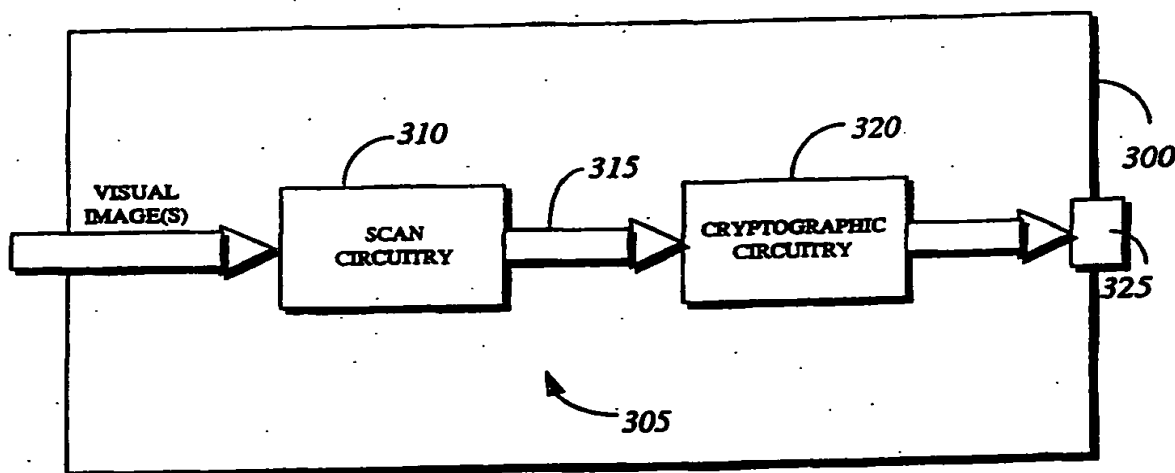 310
320
315
300
VISUAL
IMAGE(S)
SCAN
CIRCUITRY
CRYPTOGRAPHIC
CIRCUITRY
325
305